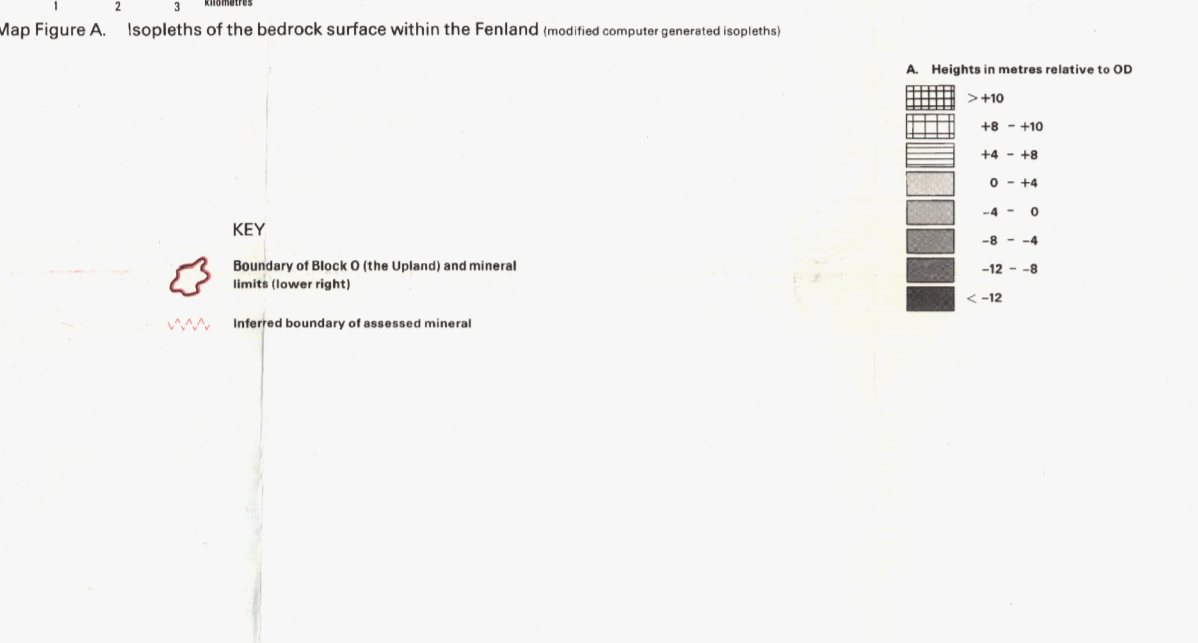 1 2 3 Kilometres
Map Figure A. Isopleths of the bedrock surface within the Fenland (modified computer generated isopleths)
A. Heights in metres relative to OD
> +10
+8 - +10
+4 - +8
0 - +4
-4 - 0
-8 - -4
-12 - -8
< -12
KEY
Boundary of Block O (the Upland) and mineral
limits (lower right)
Inferred boundary of assessed mineral